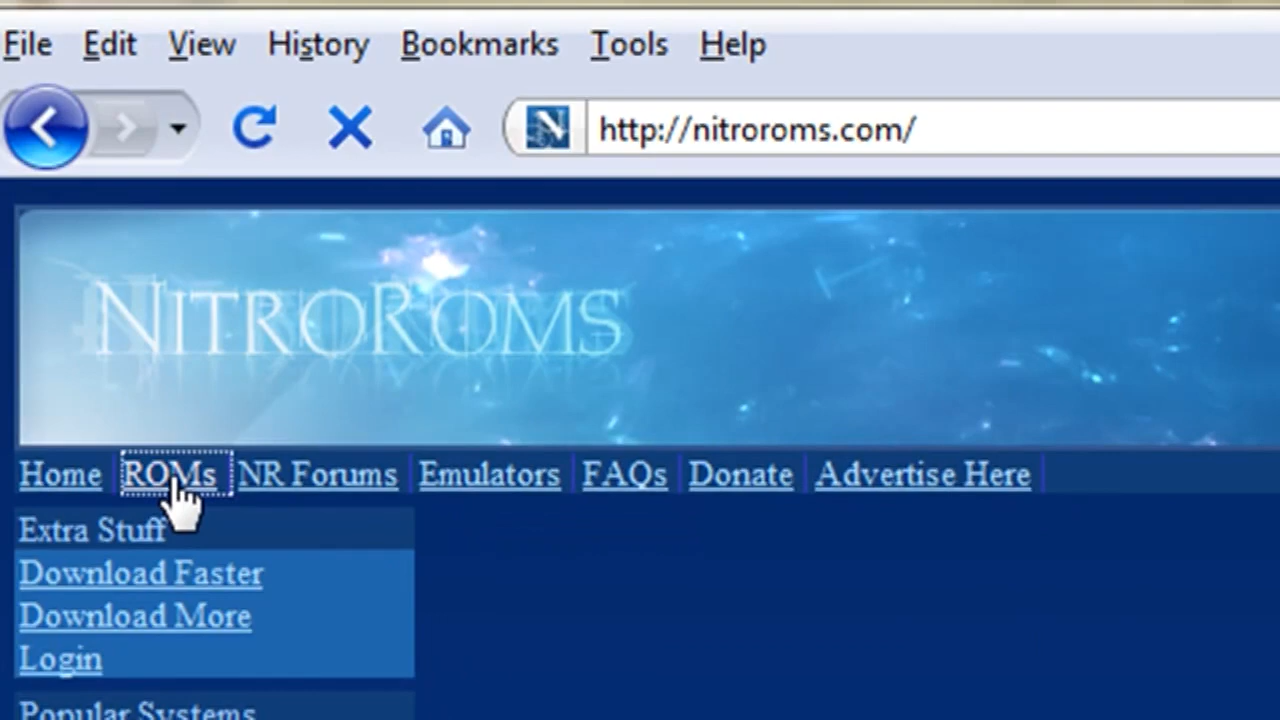 File Edit View History Bookmarks Tools Help
http://nitroroms.com/
NITROROMS
Home ROMs NR Forums Emulators FAQs Donate Advertise Here
Extra Stuff
Download Faster
Download More
Login
Popular Systems